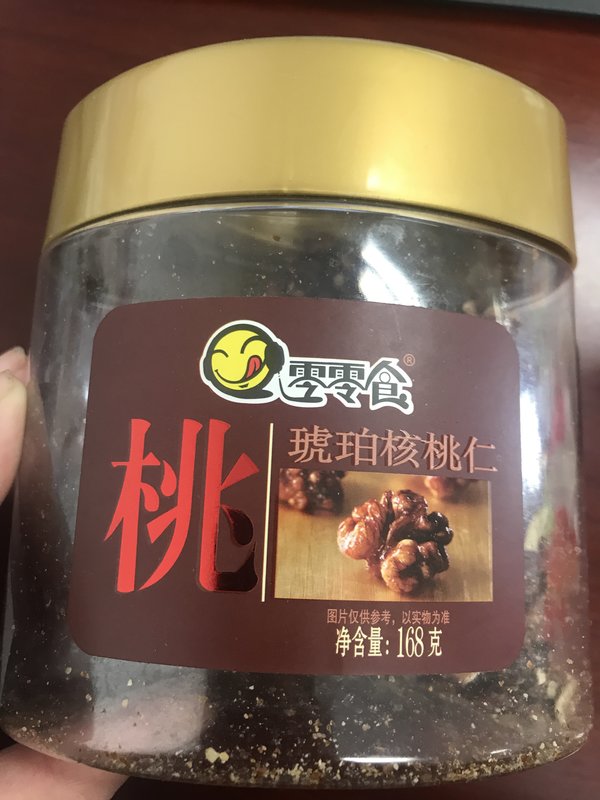 零零食®
桃
琥珀核桃仁
图片仅供参考，以实物为准
净含量：168克